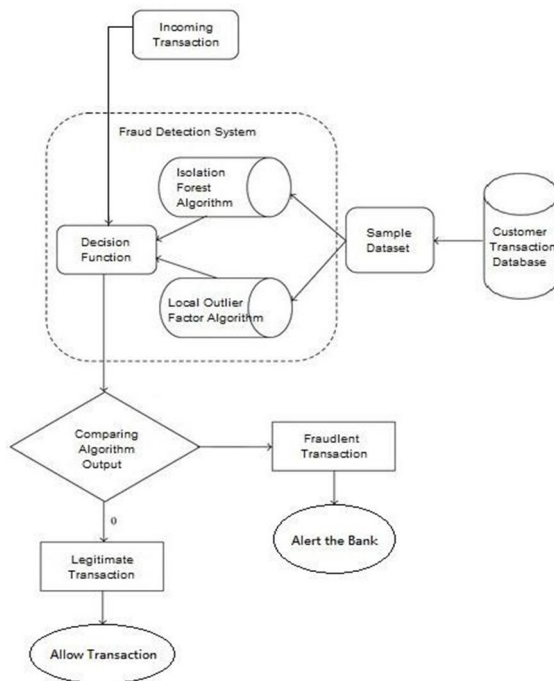 Incoming
Transaction
Fraud Detection System
Isolation
Forest
Algorithm
Decision
Function
Sample
Dataset
Customer
Transaction
Database
Local Outlier
Factor Algorithm
Comparing
Algorithm
Output
Fraudlent
Transaction
0
Alert the Bank
Legitimate
Transaction
Allow Transaction